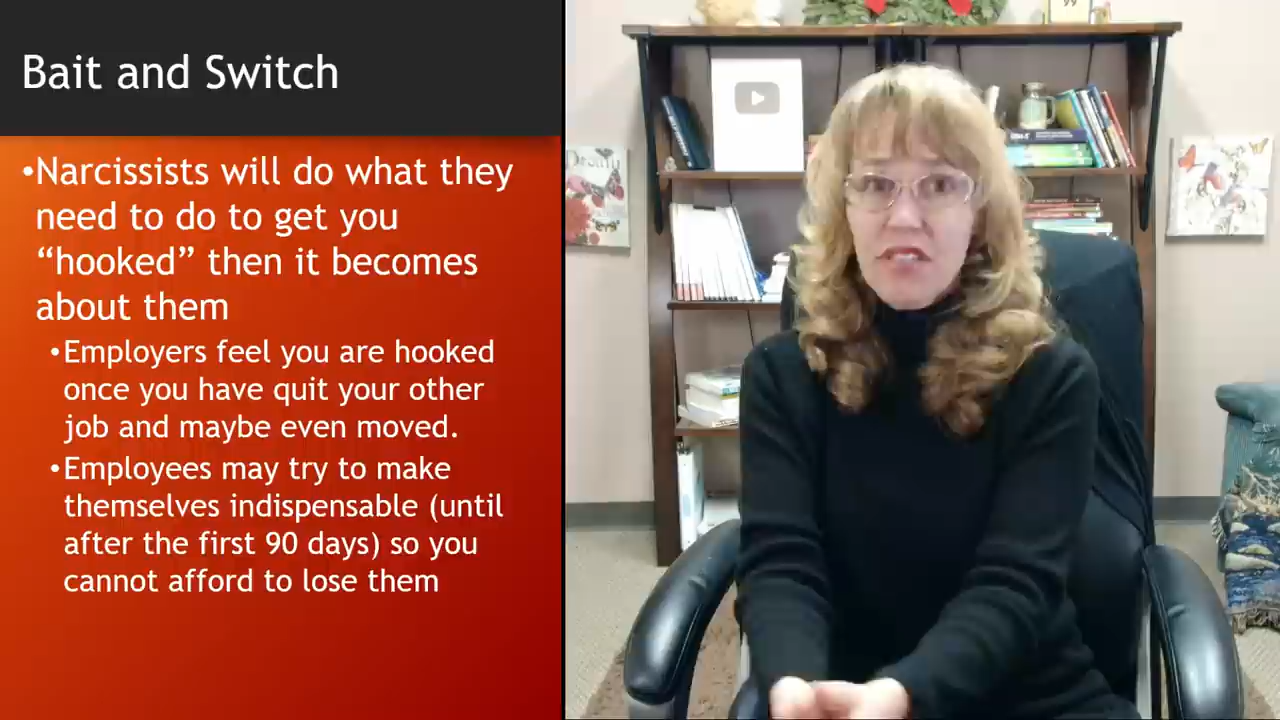 Bait and Switch
•Narcissists will do what they
need to do to get you
“hooked” then it becomes
about them
•Employers feel you are hooked
once you have quit your other
job and maybe even moved.
•Employees may try to make
themselves indispensable (until
after the first 90 days) so you
cannot afford to lose them
Dream